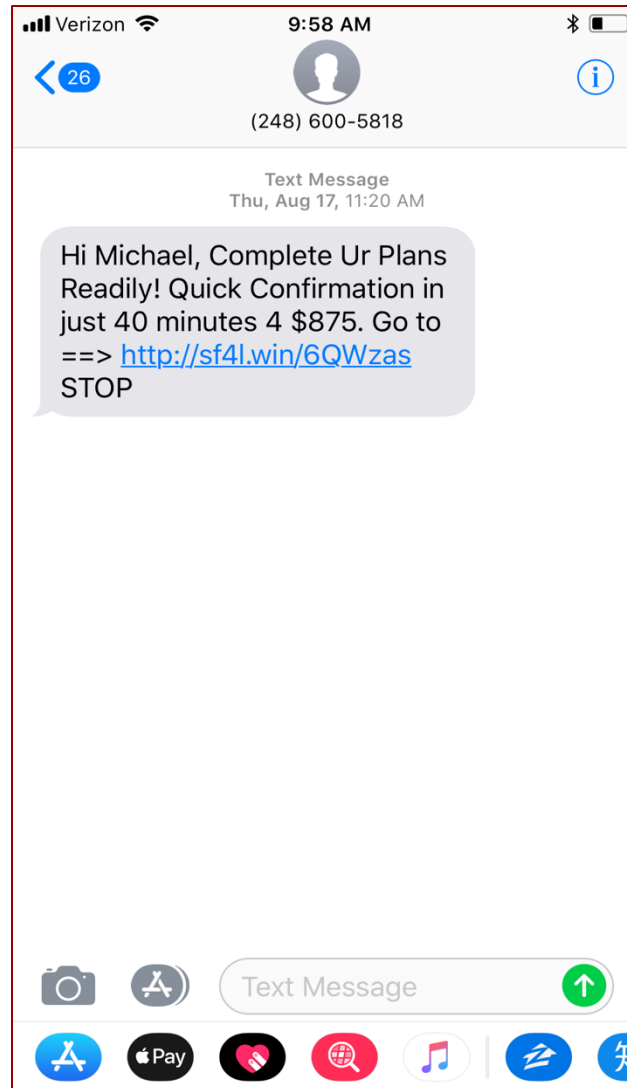 Verizon 9:58 AM
26
(248) 600-5818
Text Message
Thu, Aug 17, 11:20 AM
Hi Michael, Complete Ur Plans
Readily! Quick Confirmation in
just 40 minutes 4 $875. Go to
==> http://sf4l.win/6QWzas
STOP
Text Message
Pay